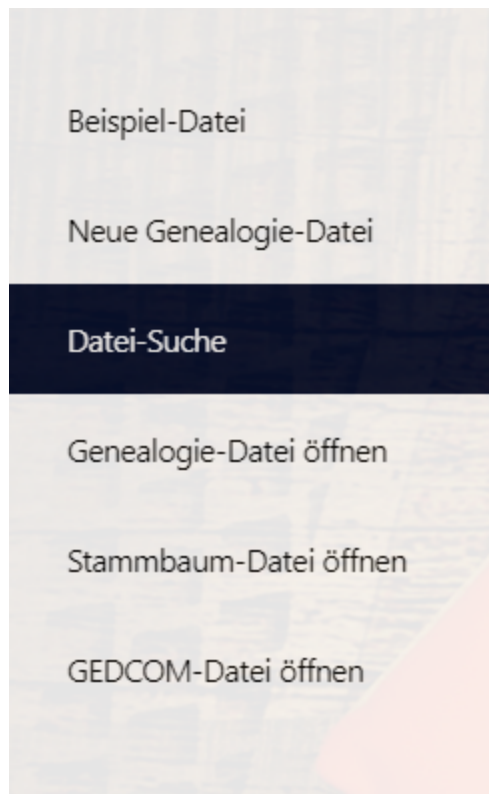 Beispiel-Datei
Neue Genealogie-Datei
Datei-Suche
Genealogie-Datei öffnen
Stammbaum-Datei öffnen
GEDCOM-Datei öffnen